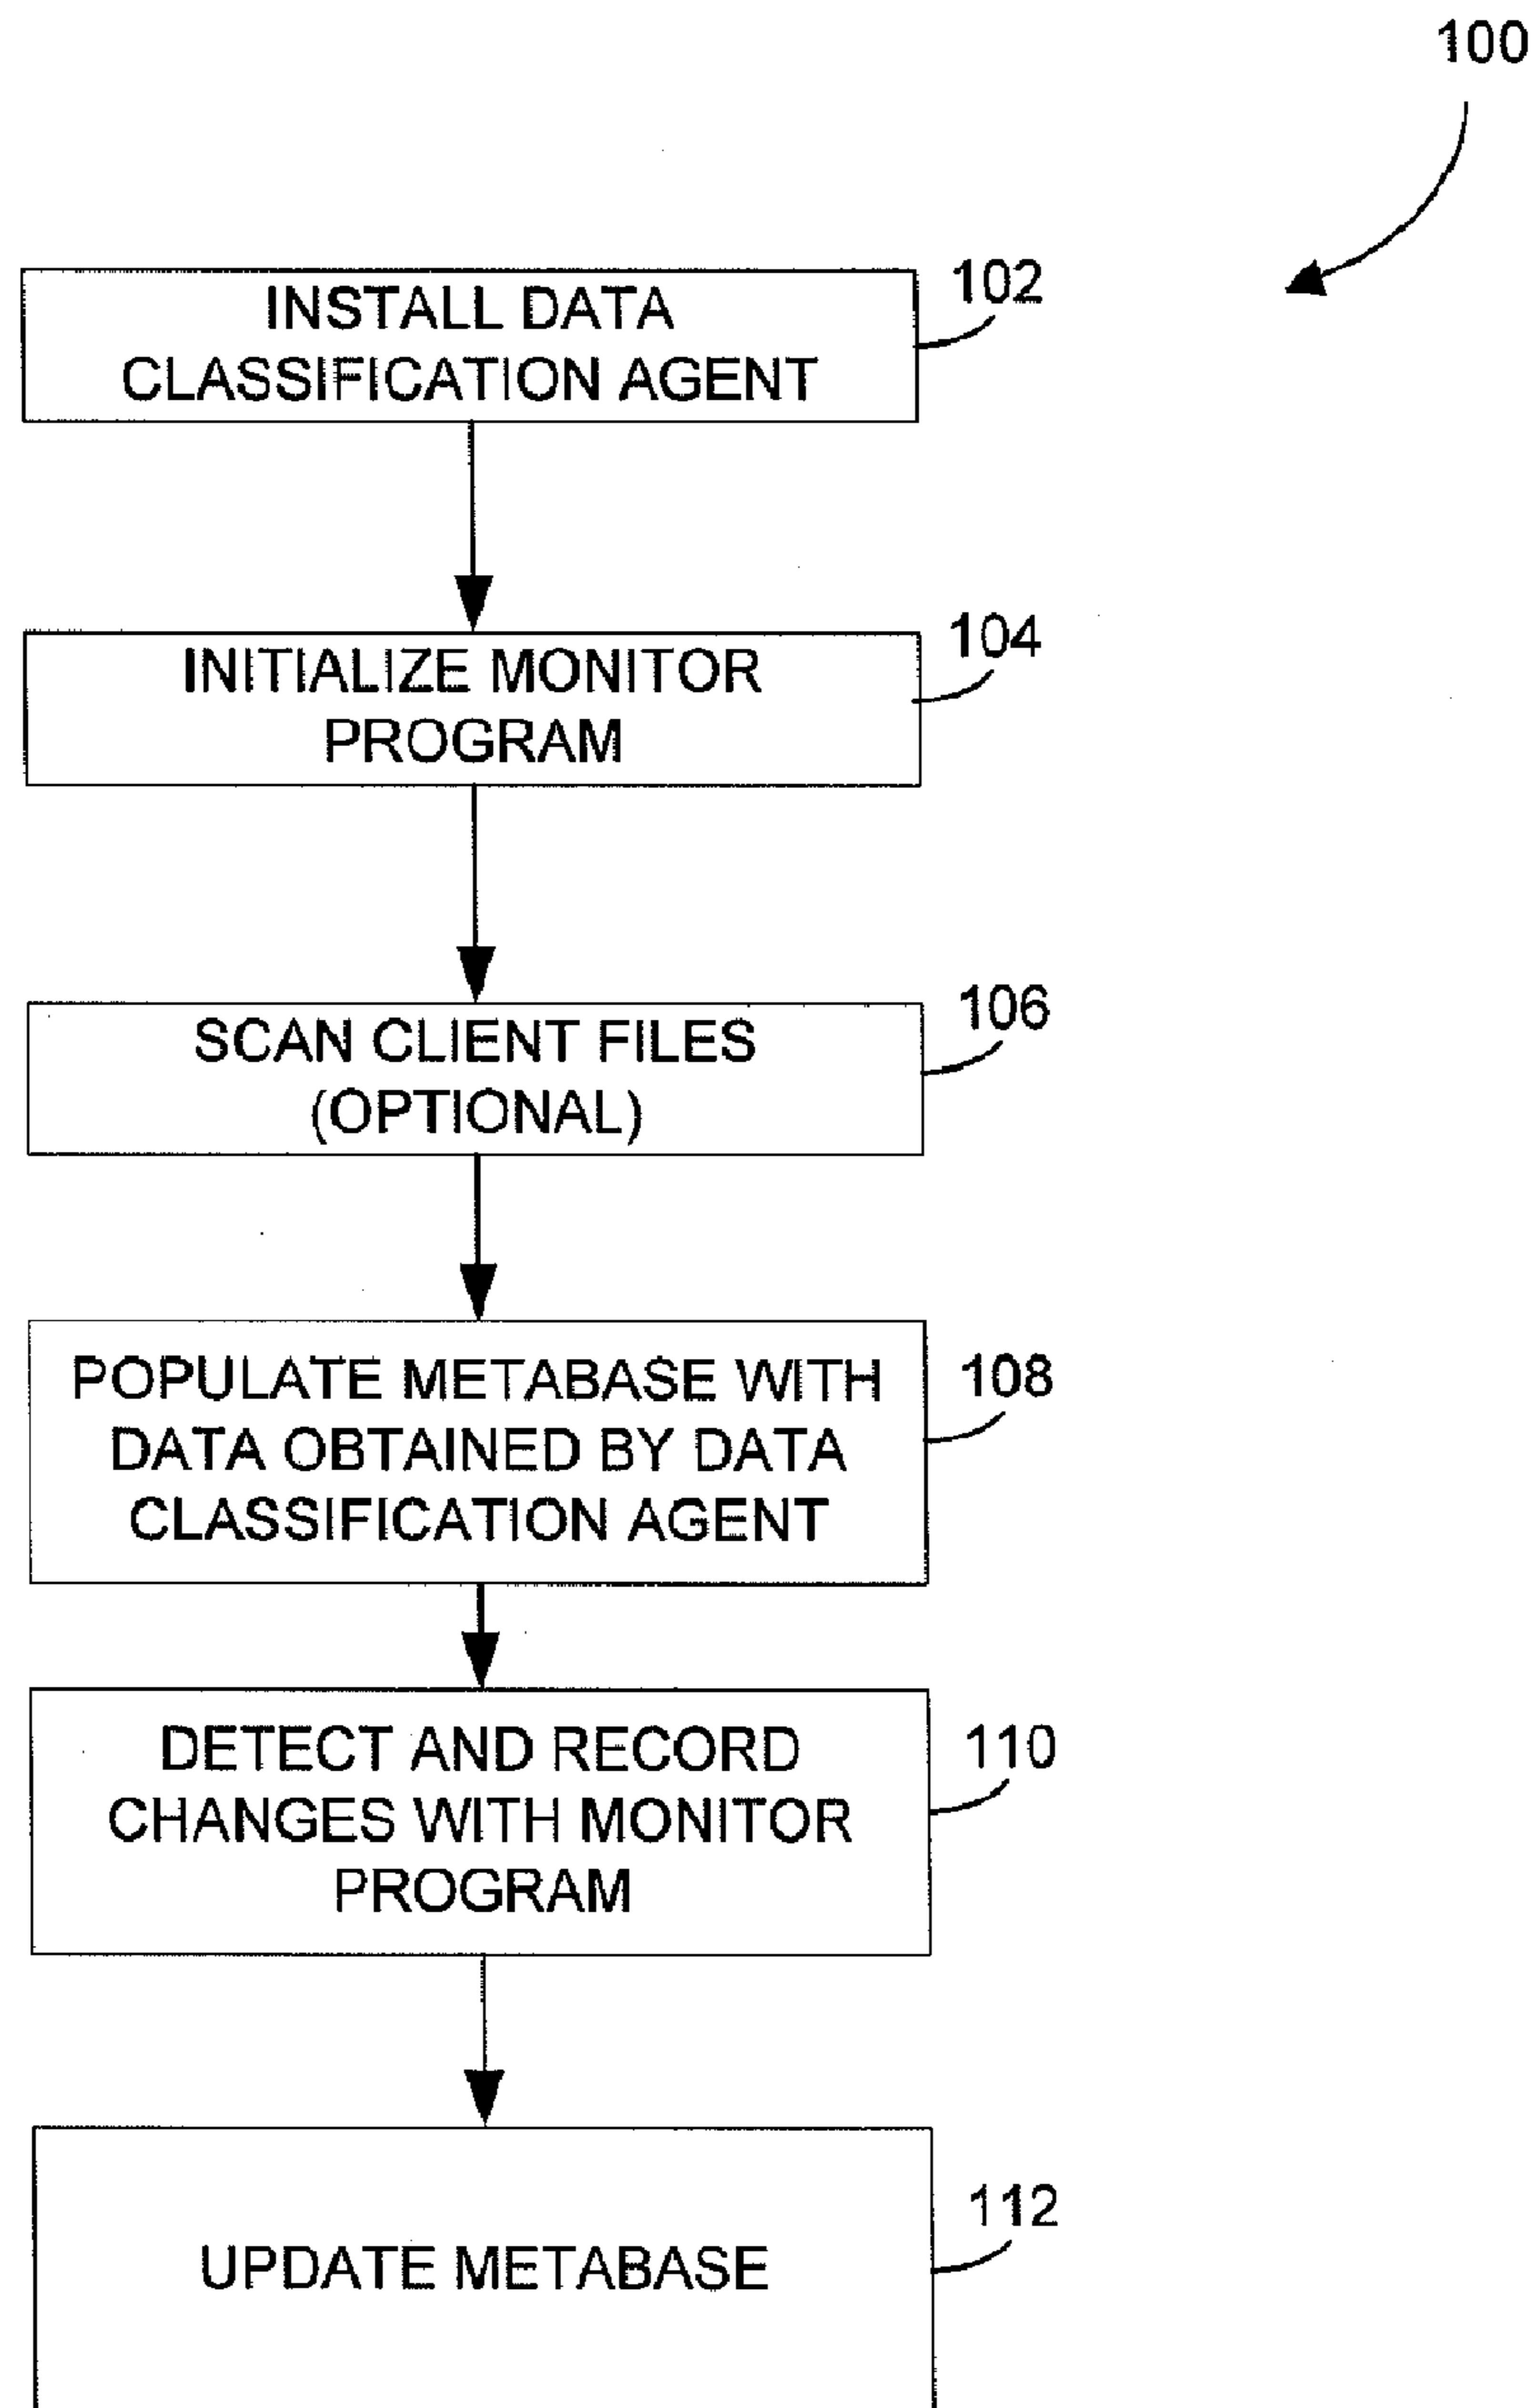 100
INSTALL DATA
CLASSIFICATION AGENT
102
INITIALIZE MONITOR
PROGRAM
104
SCAN CLIENT FILES
(OPTIONAL)
106
POPULATE METABASE WITH
DATA OBTAINED BY DATA
CLASSIFICATION AGENT
108
DETECT AND RECORD
CHANGES WITH MONITOR
PROGRAM
110
UPDATE METABASE
112